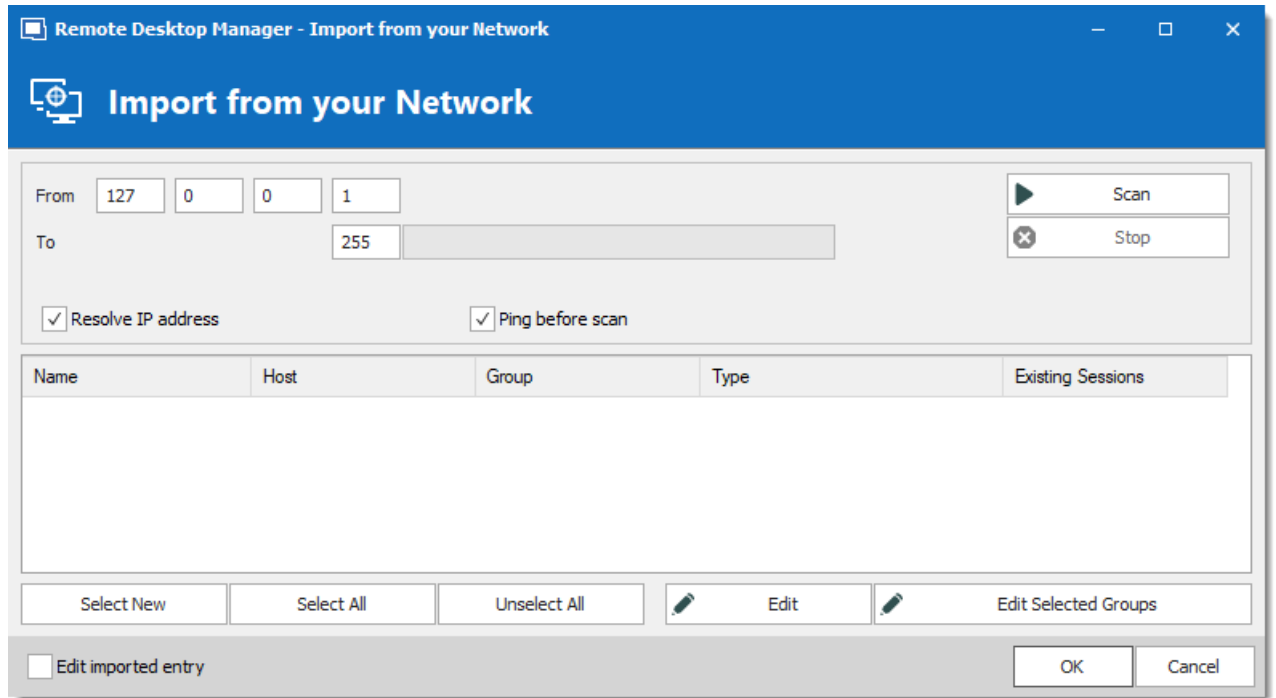 Remote Desktop Manager - Import from your Network
Import from your Network
From 127 0 0 1 Scan
To 255 Stop
Resolve IP address Ping before scan
Name Host Group Type Existing Sessions
Select New Select All Unselect All Edit Edit Selected Groups
Edit imported entry OK Cancel